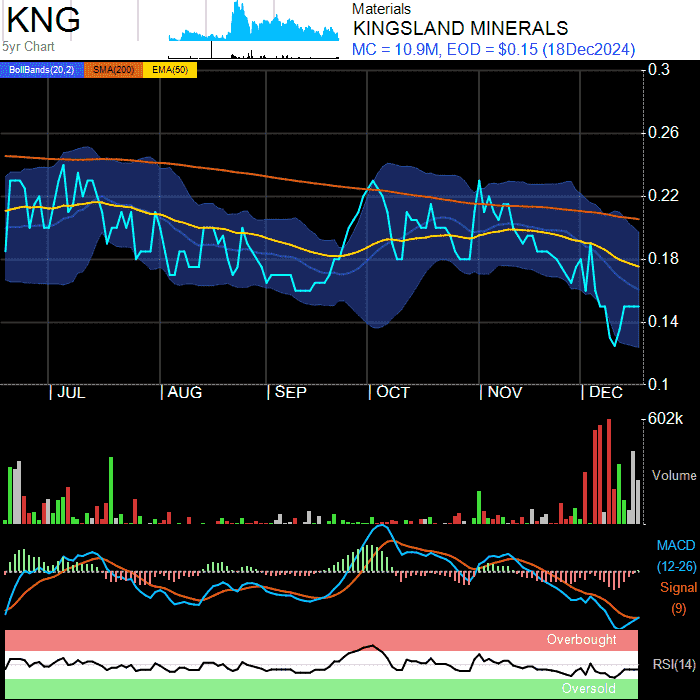 KNG
5yr Chart
Materials
KINGSLAND MINERALS
MC = 10.9M, EOD = $0.15 (18Dec2024)
BollBands(20,2) SMA(200) EMA(50)
0.3
0.26
0.22
0.18
0.14
0.1
JUL AUG SEP OCT NOV DEC
602k
Volume
MACD
(12-26)
Signal
(9)
Overbought
RSI(14)
Oversold